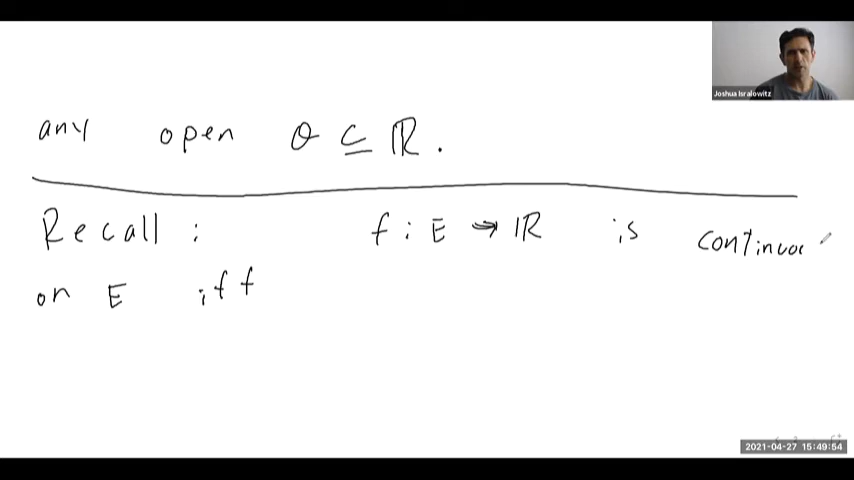 Joshua Isralowitz
any open O ⊆ ℝ.
Recall: f: E → ℝ is continuo
on E iff
2021-04-27 15:49:54